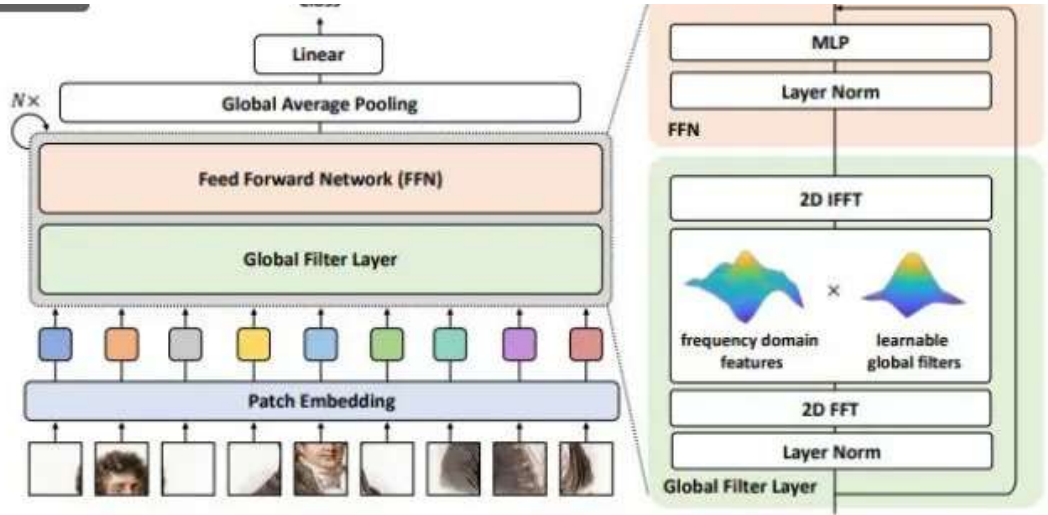 Linear
Global Average Pooling
N×
Feed Forward Network (FFN)
Global Filter Layer
Patch Embedding
MLP
Layer Norm
FFN
2D IFFT
×
frequency domain
features
learnable
global filters
2D FFT
Layer Norm
Global Filter Layer